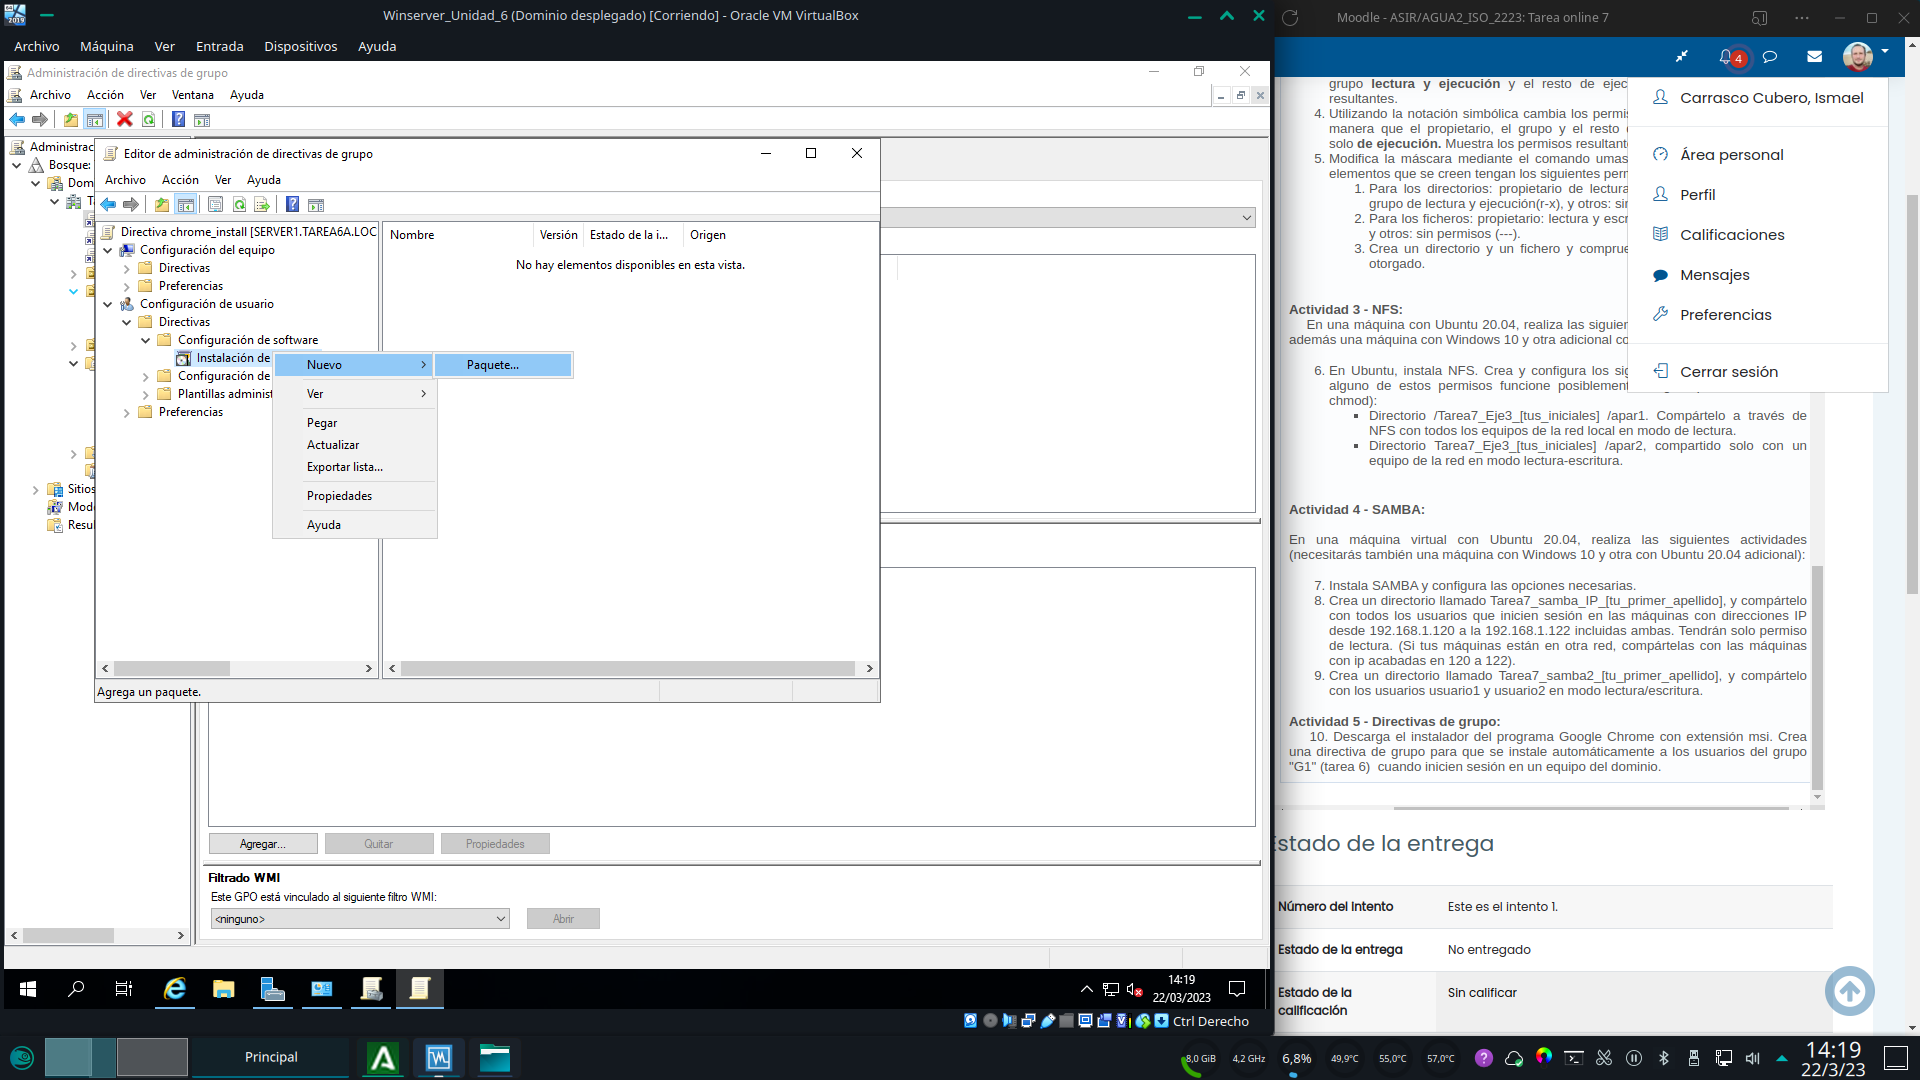 Winserver_Unidad_6 (Dominio desplegado) [Corriendo] - Oracle VM VirtualBox
Archivo Máquina Ver Entrada Dispositivos Ayuda
Administración de directivas de grupo
Archivo Acción Ver Ventana Ayuda
Administrac
Bosque:
Dom
Sitios
Mode
Resul
Editor de administración de directivas de grupo
Archivo Acción Ver Ayuda
Directiva chrome_install [SERVER1.TAREA6A.LOC
Configuración del equipo
Directivas
Preferencias
Configuración de usuario
Directivas
Configuración de software
Instalación de
Configuración de
Plantillas administ
Preferencias
Nombre Versión Estado de la i... Origen
No hay elementos disponibles en esta vista.
Nuevo
Ver
Pegar
Actualizar
Exportar lista...
Propiedades
Ayuda
Paquete...
Agrega un paquete.
Agregar... Quitar Propiedades
Filtrado WMI
Este GPO está vinculado al siguiente filtro WMI:
<ninguno> Abrir
14:19
22/03/2023
Ctrl Derecho
Moodle - ASIR/AGUA2_ISO_2223: Tarea online 7
4
Carrasco Cubero, Ismael
Área personal
Perfil
Calificaciones
Mensajes
Preferencias
Cerrar sesión
grupo lectura y ejecución y el resto de ejec
resultantes.
4. Utilizando la notación simbólica cambia los permis
manera que el propietario, el grupo y el resto
solo de ejecución. Muestra los permisos resultant
5. Modifica la máscara mediante el comando umas
elementos que se creen tengan los siguientes perm
1. Para los directorios: propietario de lectura
grupo de lectura y ejecución(r-x), y otros: sin
2. Para los ficheros: propietario: lectura y escr
y otros: sin permisos (---).
3. Crea un directorio y un fichero y comprue
otorgado.
Actividad 3 - NFS:
En una máquina con Ubuntu 20.04, realiza las siguien
además una máquina con Windows 10 y otra adicional co
6. En Ubuntu, instala NFS. Crea y configura los sig
alguno de estos permisos funcione posiblement
chmod):
Directorio /Tarea7_Eje3_[tus_iniciales] /apar1. Compártelo a través de
NFS con todos los equipos de la red local en modo de lectura.
Directorio Tarea7_Eje3_[tus_iniciales] /apar2, compartido solo con un
equipo de la red en modo lectura-escritura.
Actividad 4 - SAMBA:
En una máquina virtual con Ubuntu 20.04, realiza las siguientes actividades
(necesitarás también una máquina con Windows 10 y otra con Ubuntu 20.04 adicional):
7. Instala SAMBA y configura las opciones necesarias.
8. Crea un directorio llamado Tarea7_samba_IP_[tu_primer_apellido], y compártelo
con todos los usuarios que inicien sesión en las máquinas con direcciones IP
desde 192.168.1.120 a la 192.168.1.122 incluidas ambas. Tendrán solo permiso
de lectura. (Si tus máquinas están en otra red, compártelas con las máquinas
con ip acabadas en 120 a 122).
9. Crea un directorio llamado Tarea7_samba2_[tu_primer_apellido], y compártelo
con los usuarios usuario1 y usuario2 en modo lectura/escritura.
Actividad 5 - Directivas de grupo:
10. Descarga el instalador del programa Google Chrome con extensión msi. Crea
una directiva de grupo para que se instale automáticamente a los usuarios del grupo
"G1" (tarea 6) cuando inicien sesión en un equipo del dominio.
Estado de la entrega
Número del Intento Este es el intento 1.
Estado de la entrega No entregado
Estado de la
calificación
Sin calificar
Principal
8,0 GiB 4,2 GHz 6,8% 49,9°C 55,0°C 57,0°C
14:19
22/3/23